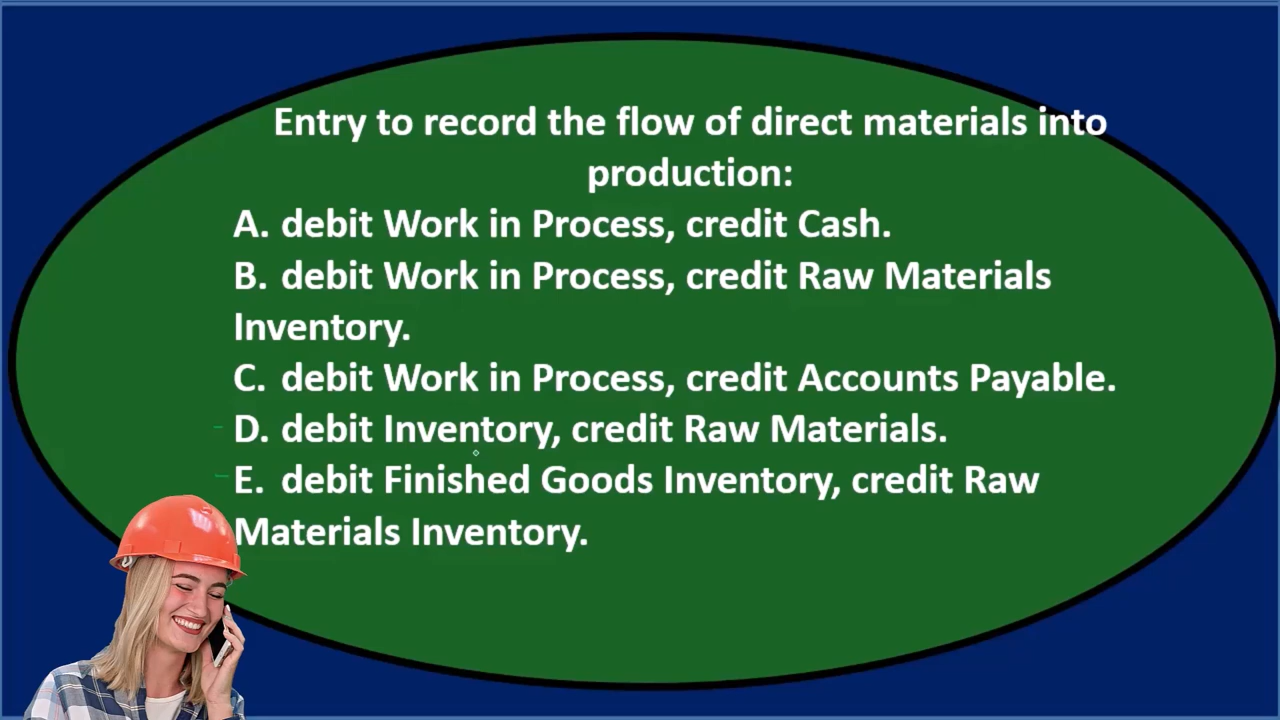 Entry to record the flow of direct materials into
production:
A. debit Work in Process, credit Cash.
B. debit Work in Process, credit Raw Materials
Inventory.
C. debit Work in Process, credit Accounts Payable.
D. debit Inventory, credit Raw Materials.
E. debit Finished Goods Inventory, credit Raw
Materials Inventory.